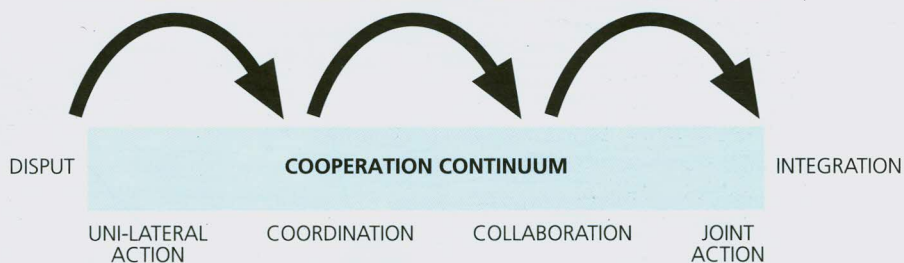 DISPUT
COOPERATION CONTINUUM
INTEGRATION
UNI-LATERAL
ACTION
COORDINATION
COLLABORATION
JOINT
ACTION